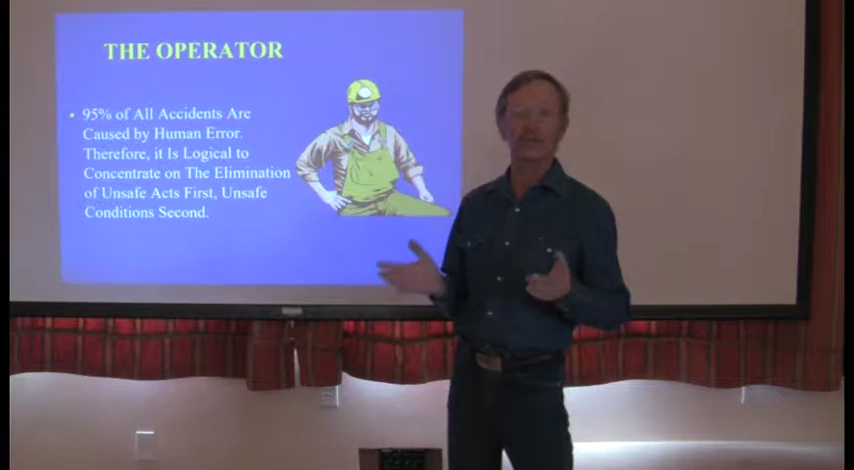 THE OPERATOR
• 95% of All Accidents Are
Caused by Human Error.
Therefore, it Is Logical to
Concentrate on The Elimination
of Unsafe Acts First, Unsafe
Conditions Second.